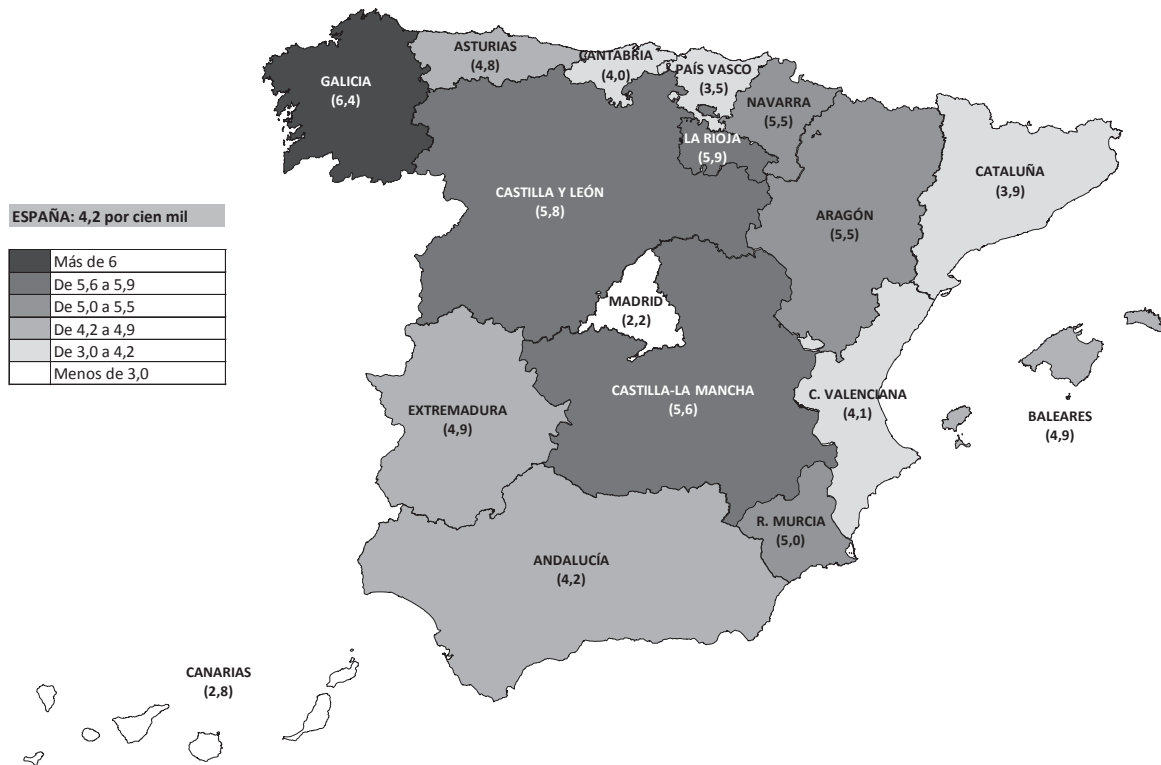 ASTURIAS
(4,8)
CANTABRIA
(4,0)
PAÍS VASCO
(3,5)
GALICIA
(6,4)
NAVARRA
(5,5)
LA RIOJA
(5,9)
CATALUÑA
(3,9)
CASTILLA Y LEÓN
(5,8)
ARAGÓN
(5,5)
ESPAÑA: 4,2 por cien mil
Más de 6
De 5,6 a 5,9
De 5,0 a 5,5
De 4,2 a 4,9
De 3,0 a 4,2
Menos de 3,0
MADRID
(2,2)
CASTILLA-LA MANCHA
(5,6)
C. VALENCIANA
(4,1)
EXTREMADURA
(4,9)
BALEARES
(4,9)
R. MURCIA
(5,0)
ANDALUCÍA
(4,2)
CANARIAS
(2,8)